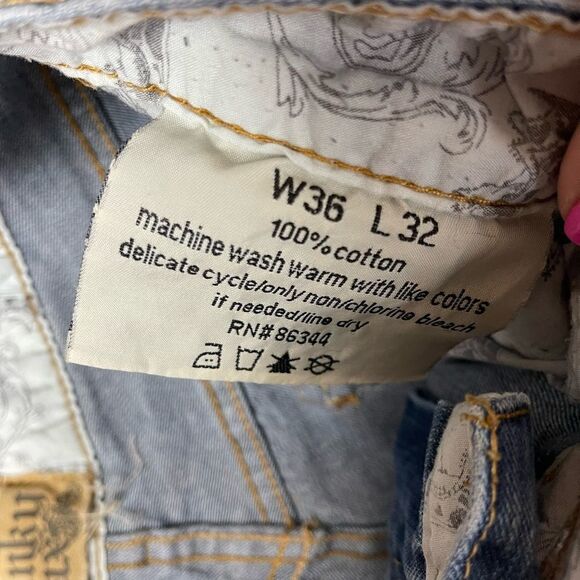 W36 L 32
100% cotton
machine wash warm with like colors
delicate cycle/only non/chlorine bleach
if needed/line dry
RN# 86344